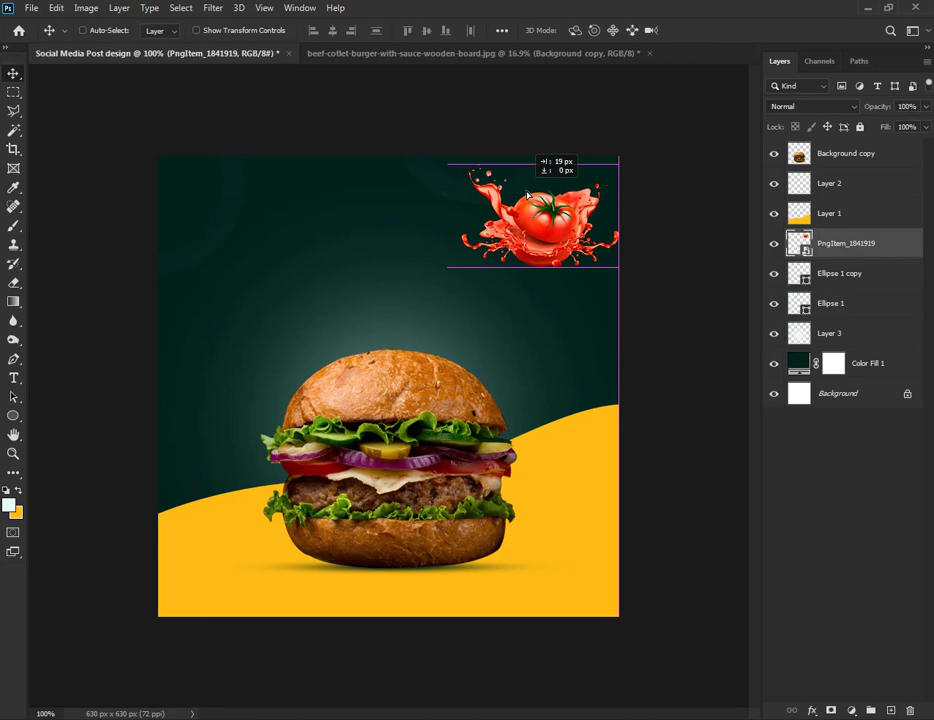 Ps File Edit Image Layer Type Select Filter 3D View Window Help
Auto-Select: Layer Show Transform Controls 3D Mode:
Social Media Post design @ 100% (PngItem_1841919, RGB/8#) * × beef-cotlet-burger-with-sauce-wooden-board.jpg @ 16.9% (Background copy, RGB/8) * ×
Layers Channels Paths
Kind
Normal Opacity: 100%
Lock: Fill: 100%
Background copy
Layer 2
Layer 1
PngItem_1841919
Ellipse 1 copy
Ellipse 1
Layer 3
Color Fill 1
Background
19 px
0 px
100% 630 px x 630 px (72 ppi)